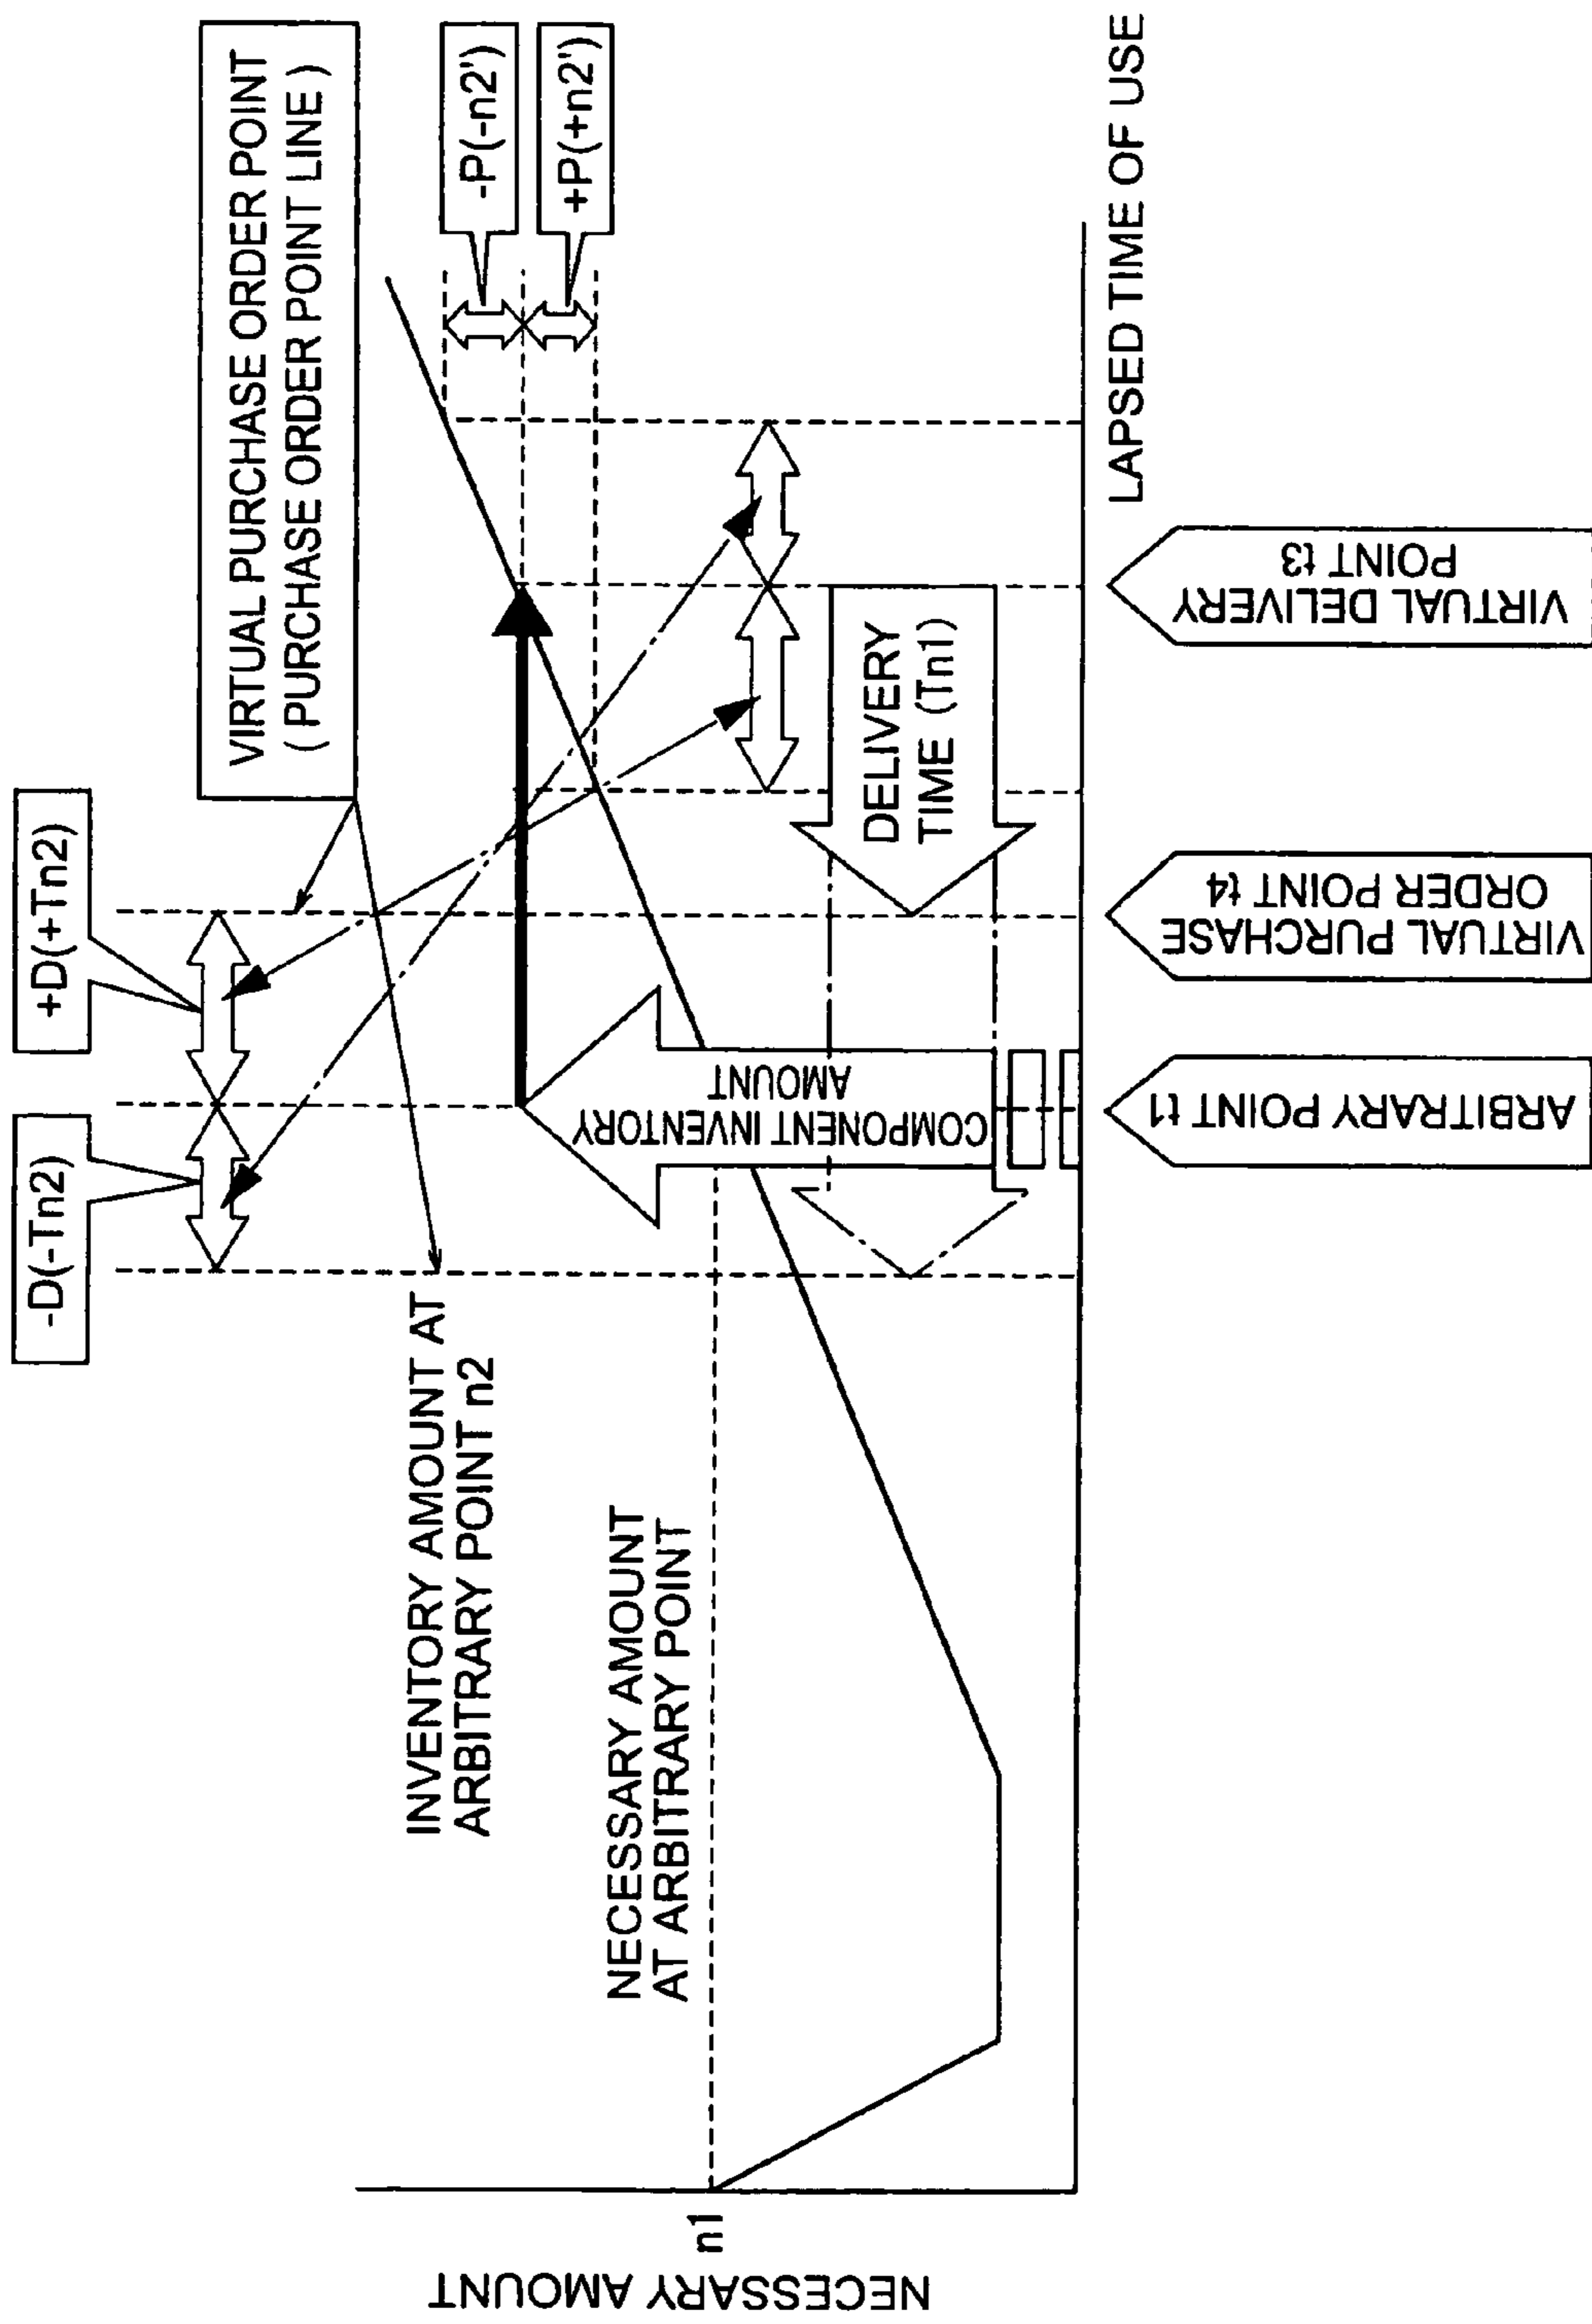 -D(-Tn2)
+D(+Tn2)
VIRTUAL PURCHASE ORDER POINT
( PURCHASE ORDER POINT LINE )
INVENTORY AMOUNT AT
ARBITRARY POINT n2
-P(-n2')
+P(+n2')
NECESSARY AMOUNT
AT ARBITRARY POINT
NECESSARY AMOUNT
n1
COMPONENT INVENTORY
AMOUNT
DELIVERY
TIME (Tn1)
LAPSED TIME OF USE
ARBITRARY POINT t1
VIRTUAL PURCHASE
ORDER POINT t4
VIRTUAL DELIVERY
POINT t3